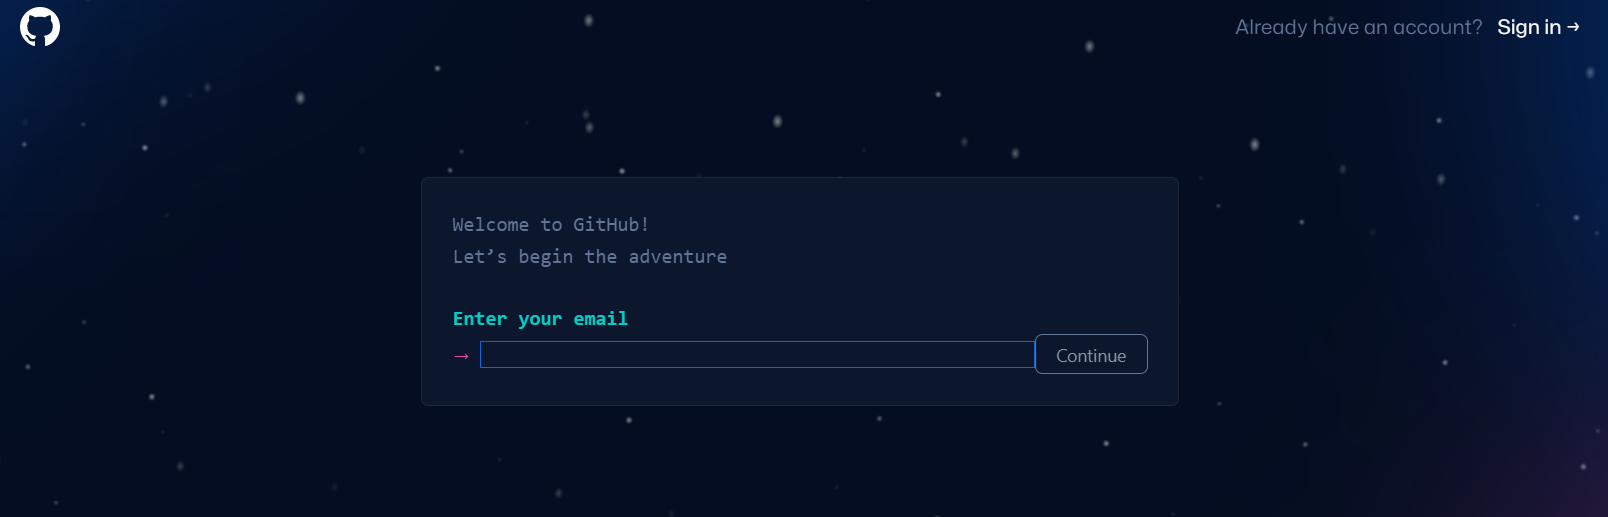 Already have an account? Sign in →
Welcome to GitHub!
Let’s begin the adventure
Enter your email
→
Continue